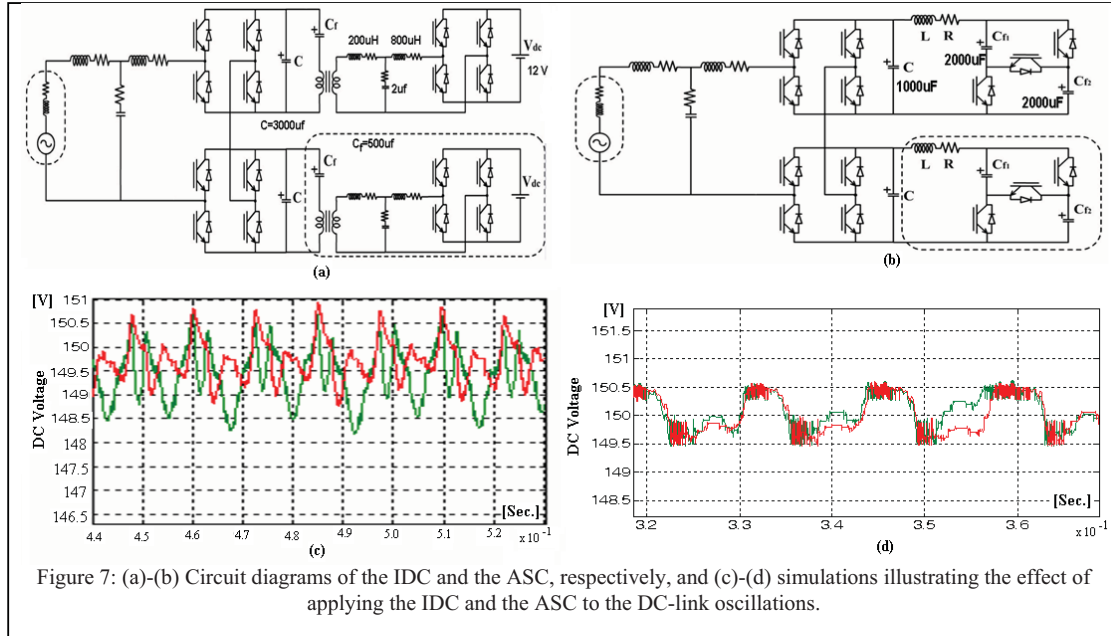 Cf
200uH 800uH
Vdc
12 V
C
2uf
C=3000uf
Cf=500uf
Cf
C
Vdc
(a)
L R
Cf1
2000uF
C
1000uF
Cf2
2000uF
L R
Cf1
C
Cf2
(b)
[V]
151
150.5
150
149.5
149
148.5
148
147.5
147
146.5
DC Voltage
[Sec.]
4.4 4.5 4.6 4.7 4.8 4.9 5.0 5.1 5.2
x 10⁻¹
(c)
[V]
151.5
151
150.5
150
149.5
149
148.5
DC Voltage
[Sec.]
3.2 3.3 3.4 3.5 3.6
x 10⁻¹
(d)
Figure 7: (a)-(b) Circuit diagrams of the IDC and the ASC, respectively, and (c)-(d) simulations illustrating the effect of
applying the IDC and the ASC to the DC-link oscillations.